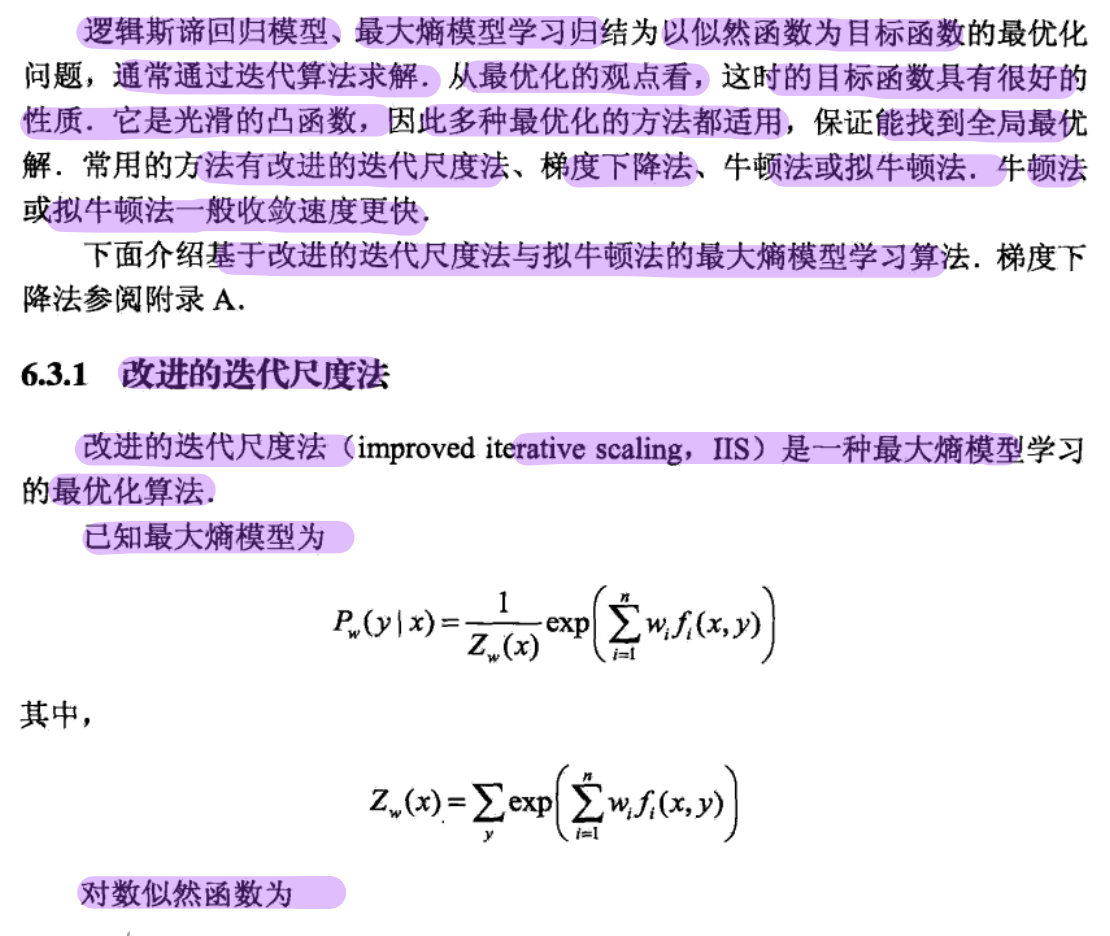 逻辑斯谛回归模型、最大熵模型学习归结为以似然函数为目标函数的最优化
问题，通常通过迭代算法求解．从最优化的观点看，这时的目标函数具有很好的
性质．它是光滑的凸函数，因此多种最优化的方法都适用，保证能找到全局最优
解．常用的方法有改进的迭代尺度法、梯度下降法、牛顿法或拟牛顿法．牛顿法
或拟牛顿法一般收敛速度更快．
下面介绍基于改进的迭代尺度法与拟牛顿法的最大熵模型学习算法．梯度下
降法参阅附录 A．
6.3.1 改进的迭代尺度法
改进的迭代尺度法（improved iterative scaling，IIS）是一种最大熵模型学习
的最优化算法．
已知最大熵模型为
P_w(y|x) = \frac{1}{Z_w(x)} \exp\left(\sum_{i=1}^{n} w_i f_i(x,y)\right)
其中，
Z_w(x) = \sum_{y} \exp\left(\sum_{i=1}^{n} w_i f_i(x,y)\right)
对数似然函数为